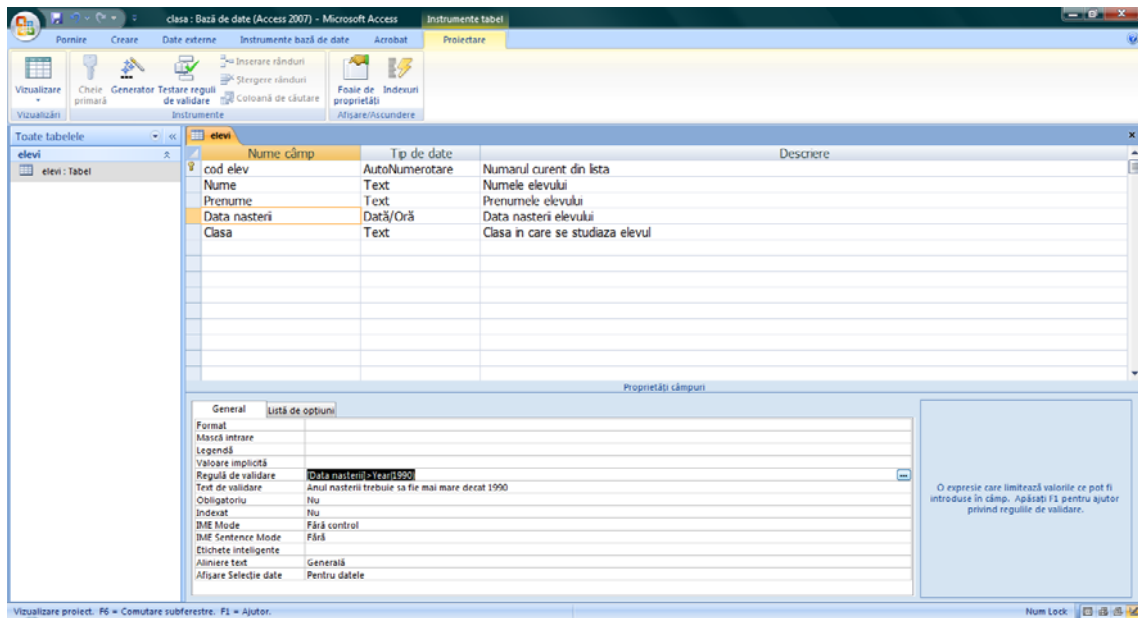 clasa : Bază de date (Access 2007) - Microsoft Access Instrumente tabel
Pornire Creare Date externe Instrumente bază de date Acrobat Proiectare
Vizualizare
Cheie primară
Generator
Testare reguli de validare
Inserare rânduri
Ștergere rânduri
Coloană de căutare
Foaie de proprietăți
Indexuri
Vizualizări Instrumente Afișare/Ascundere
Toate tabelele
elevi
elevi : Tabel
elevi
Nume câmp Tip de date Descriere
cod elev AutoNumerotare Numarul curent din lista
Nume Text Numele elevului
Prenume Text Prenumele elevului
Data nasterii Dată/Oră Data nasterii elevului
Clasa Text Clasa in care se studiaza elevul
Proprietăți câmpuri
General Listă de opțiuni
Format
Mască intrare
Legendă
Valoare implicită
Regulă de validare [Data nasterii]>Year(1990)
Text de validare Anul nasterii trebuie sa fie mai mare decat 1990
Obligatoriu Nu
Indexat Nu
IME Mode Fără control
IME Sentence Mode Fără
Etichete inteligente
Aliniere text Generală
Afișare Selecție date Pentru datele
O expresie care limitează valorile ce pot fi
introduse în câmp. Apăsați F1 pentru ajutor
privind regulile de validare.
Vizualizare proiect. F6 = Comutare subferestre. F1 = Ajutor. Num Lock